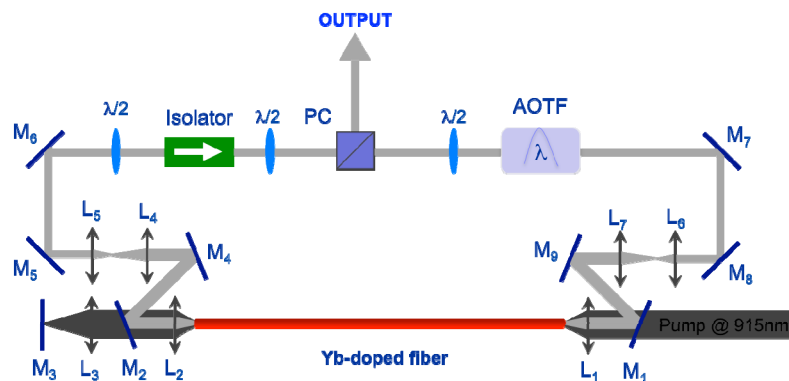 OUTPUT
λ/2
Isolator
λ/2
PC
λ/2
AOTF
λ
M6
M7
L5
L4
L7
L6
M5
M4
M9
M8
M3
L3
M2
L2
Yb-doped fiber
L1
M1
Pump @ 915nm